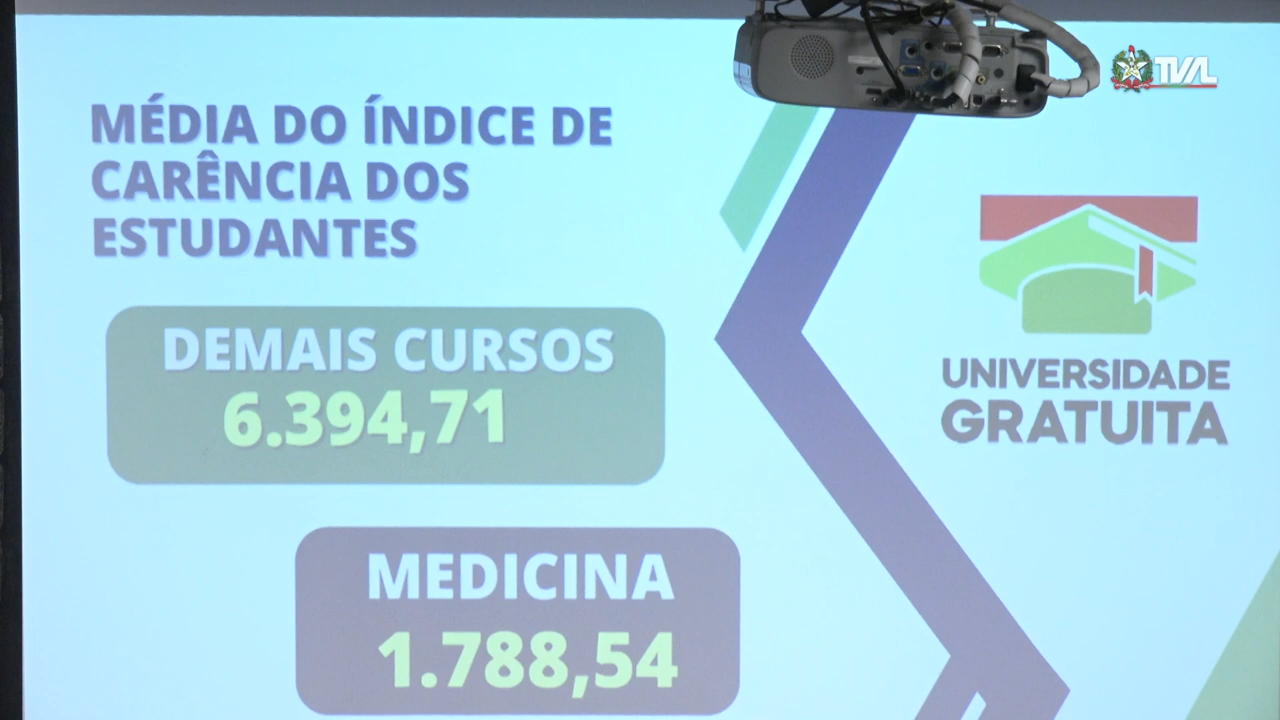 MÉDIA DO ÍNDICE DE
CARÊNCIA DOS
ESTUDANTES
DEMAIS CURSOS
6.394,71
MEDICINA
1.788,54
TVAL
UNIVERSIDADE
GRATUITA